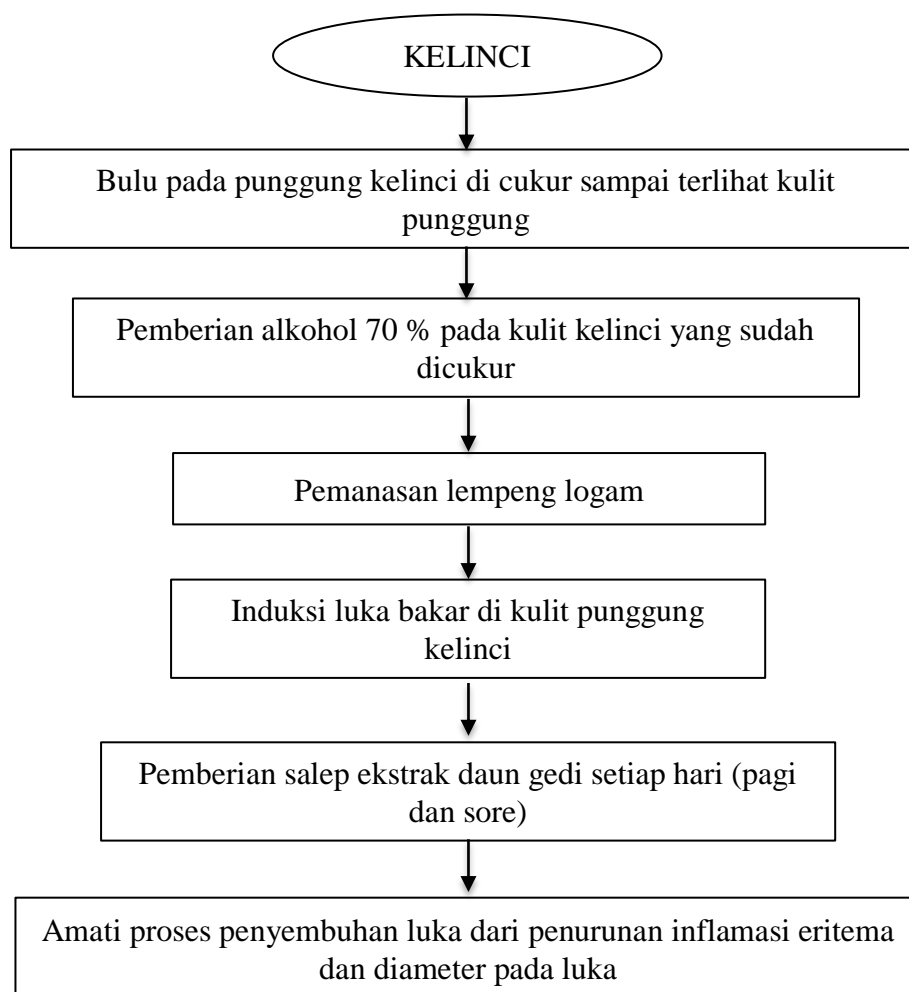 KELINCI
Bulu pada punggung kelinci di cukur sampai terlihat kulit
punggung
Pemberian alkohol 70 % pada kulit kelinci yang sudah
dicukur
Pemanasan lempeng logam
Induksi luka bakar di kulit punggung
kelinci
Pemberian salep ekstrak daun gedi setiap hari (pagi
dan sore)
Amati proses penyembuhan luka dari penurunan inflamasi eritema
dan diameter pada luka